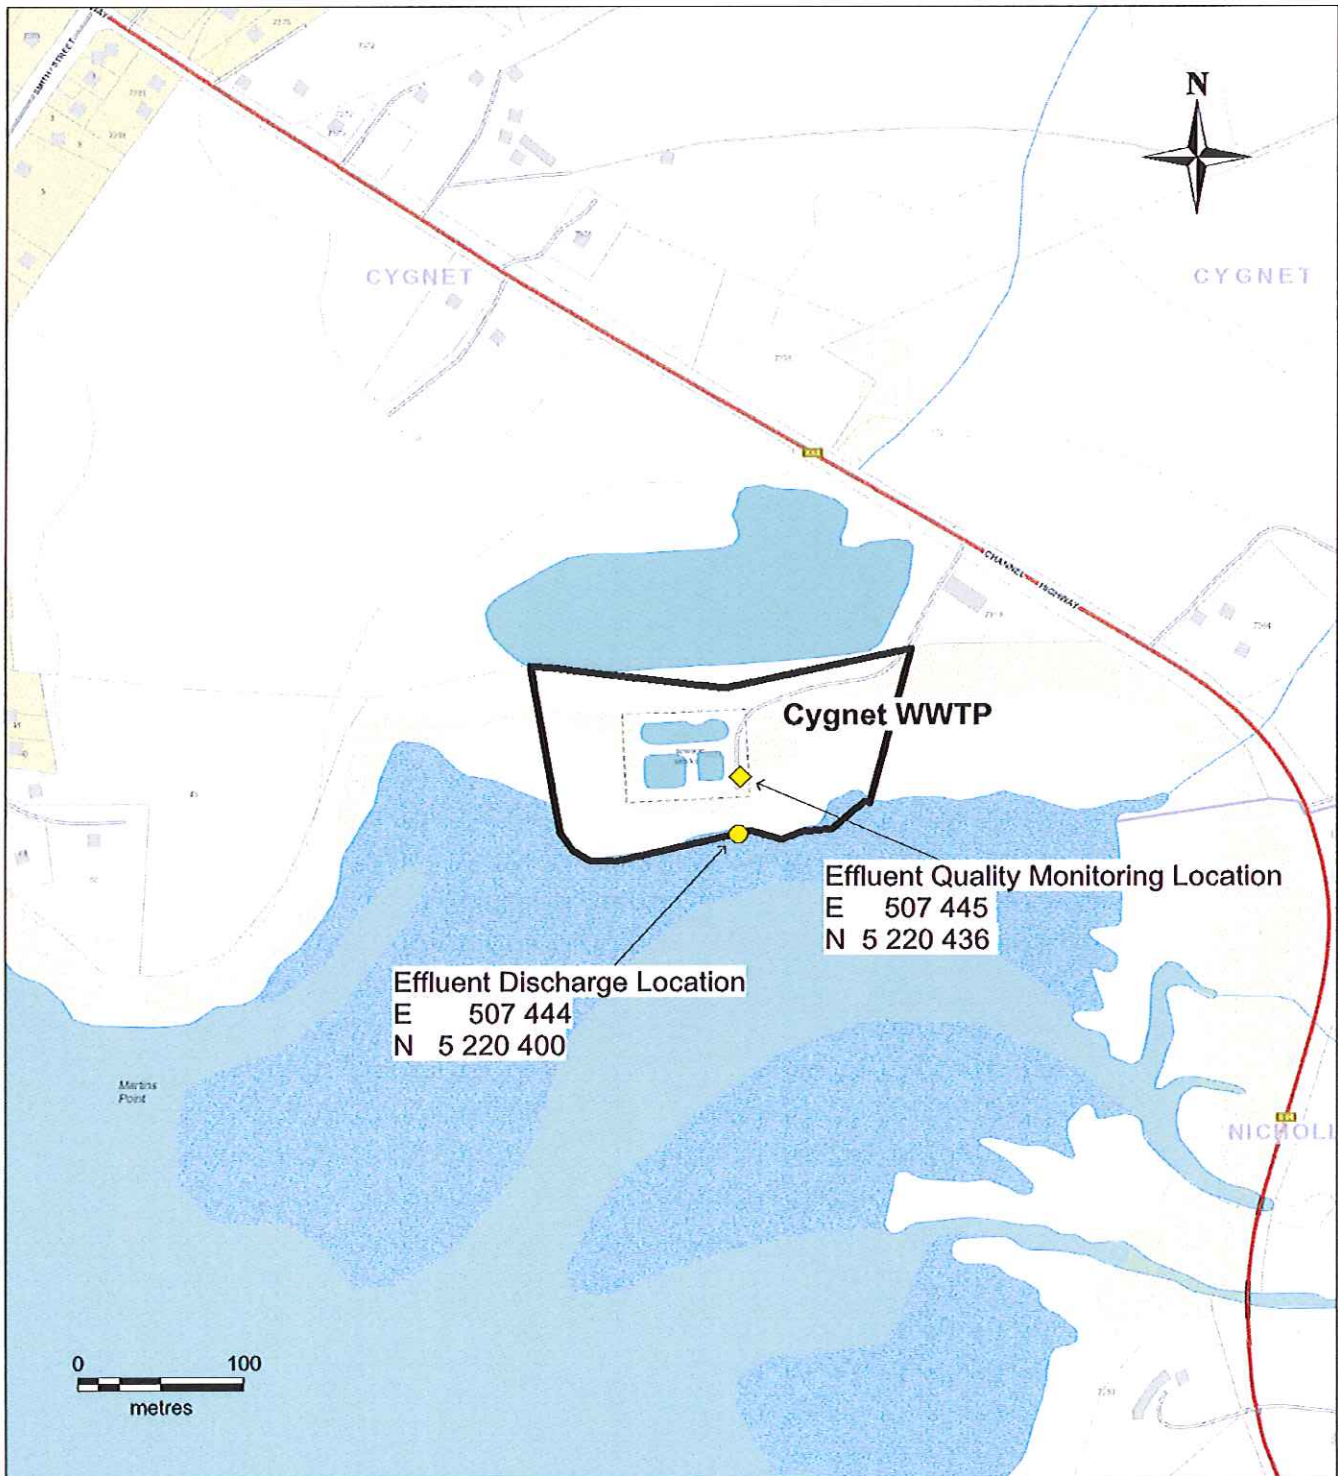 SMITH STREET
N
CYGNET
CYGNET
CHANNEL HIGHWAY
Cygnet WWTP
Effluent Quality Monitoring Location
E 507 445
N 5 220 436
Effluent Discharge Location
E 507 444
N 5 220 400
Martins
Point
NICHOLL
0 100
metres